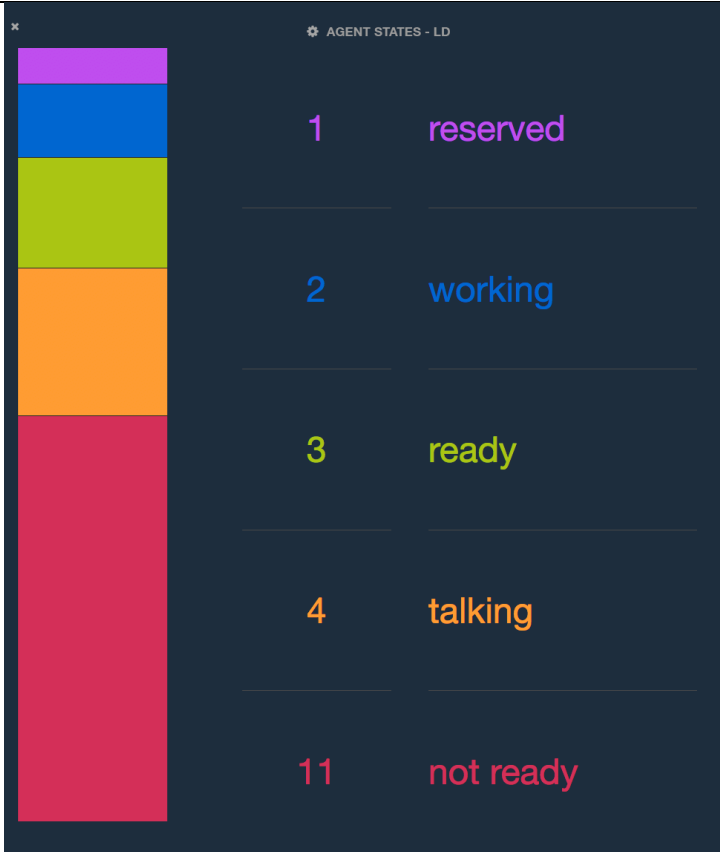 AGENT STATES - LD
1 reserved
2 working
3 ready
4 talking
11 not ready